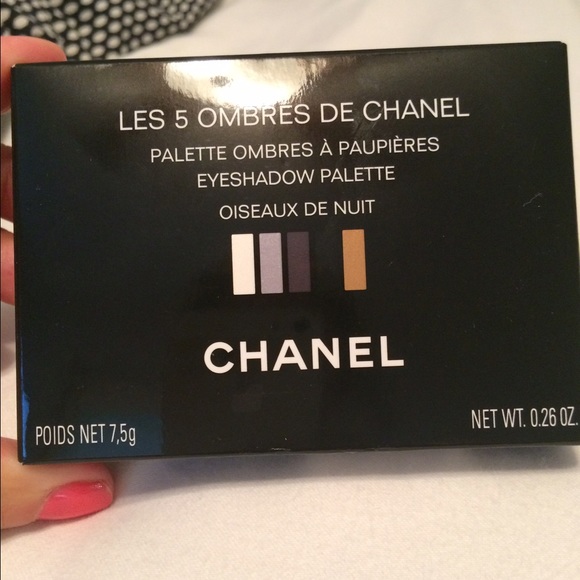 LES 5 OMBRES DE CHANEL
PALETTE OMBRES À PAUPIÈRES
EYESHADOW PALETTE
OISEAUX DE NUIT
CHANEL
POIDS NET 7,5g
NET WT. 0.26 OZ.